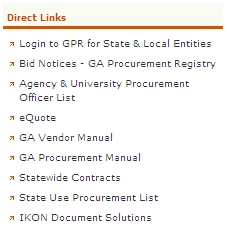 Direct Links
Login to GPR for State & Local Entities
Bid Notices - GA Procurement Registry
Agency & University Procurement
Officer List
eQuote
GA Vendor Manual
GA Procurement Manual
Statewide Contracts
State Use Procurement List
IKON Document Solutions